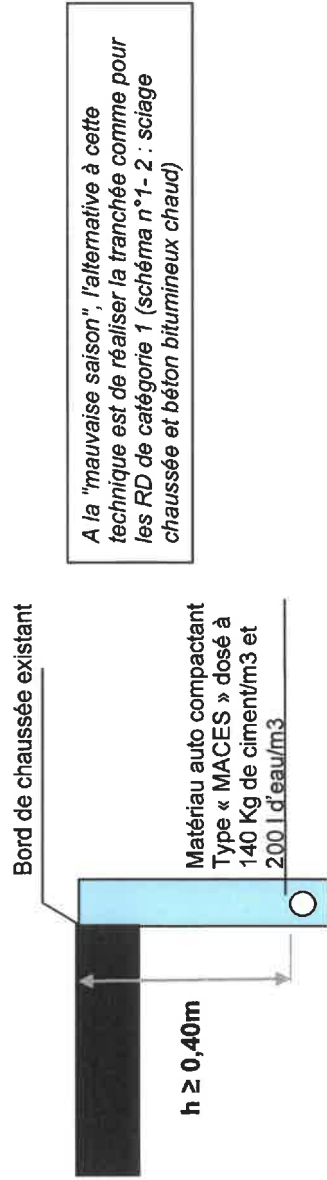 Bord de chaussée existant
h ≥ 0,40m
Matériau auto compactant
Type « MACES » dosé à
140 Kg de ciment/m3 et
200 l d'eau/m3
A la "mauvaise saison", l'alternative à cette
technique est de réaliser la tranchée comme pour
les RD de catégorie 1 (schéma n°1- 2 : sciage
chaussée et béton bitumineux chaud)